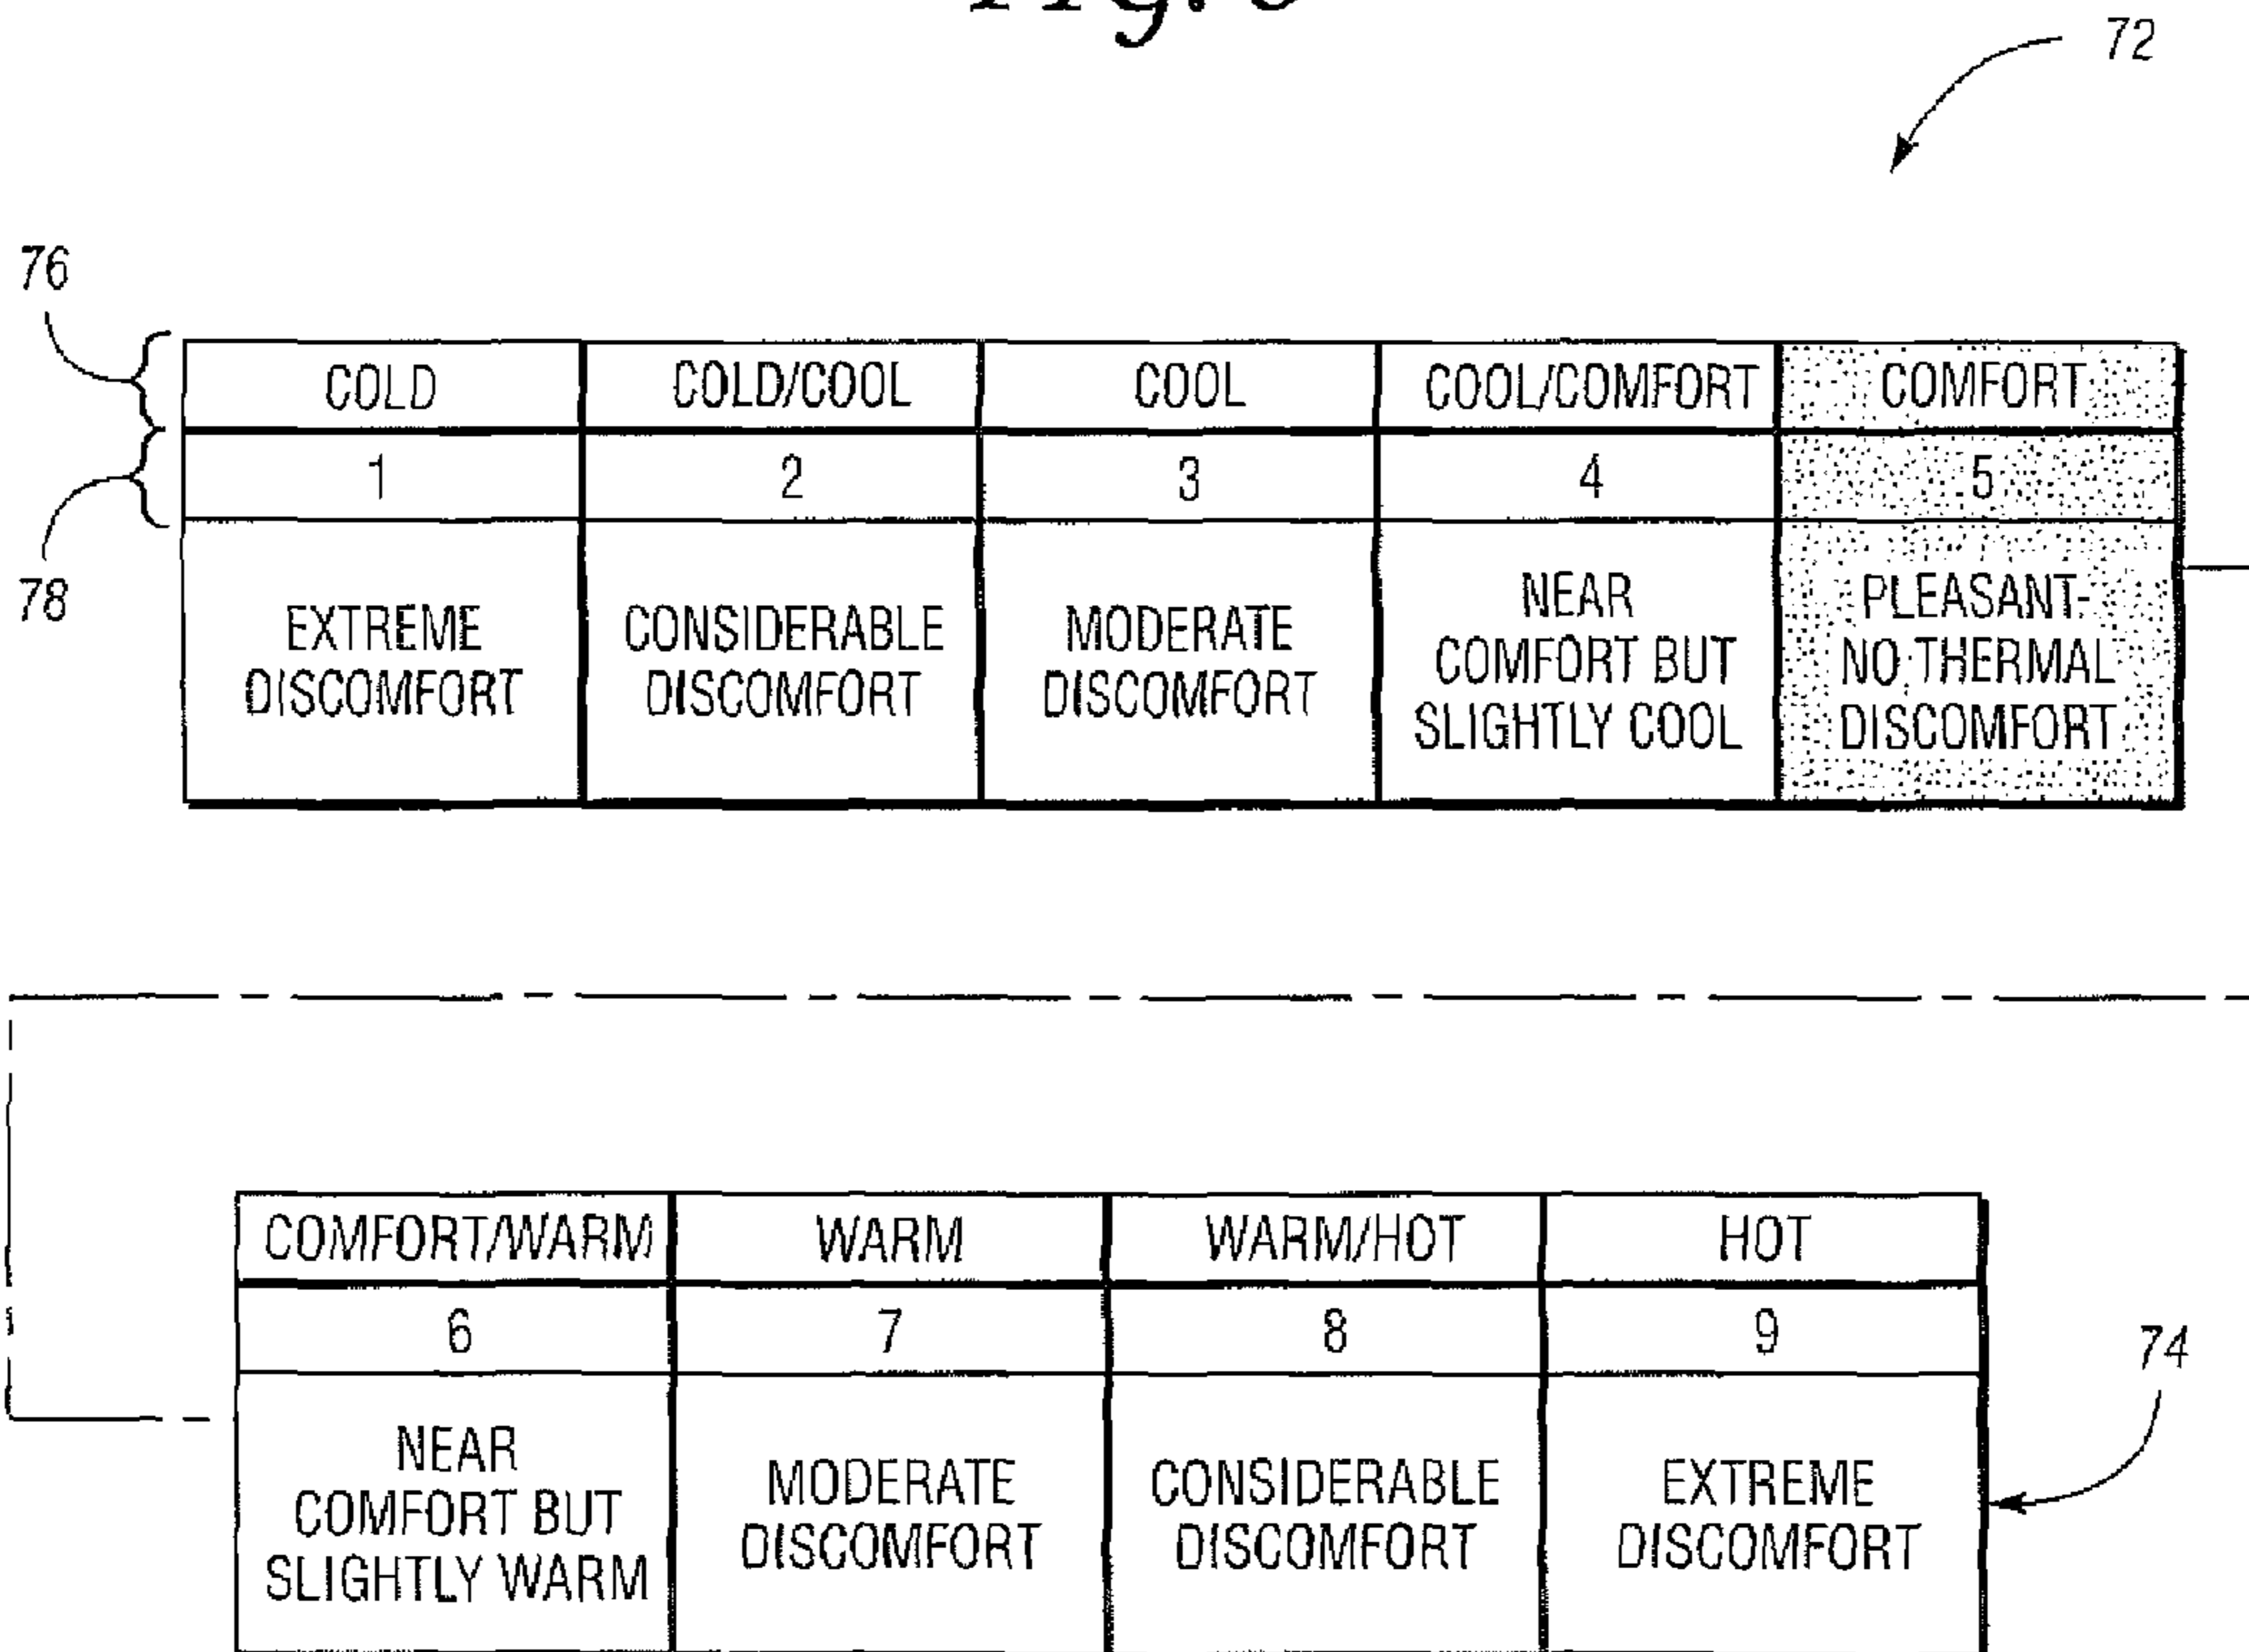 72
76
COLD COLD/COOL COOL COOL/COMFORT COMFORT
1 2 3 4 5
78
EXTREME DISCOMFORT
CONSIDERABLE DISCOMFORT
MODERATE DISCOMFORT
NEAR COMFORT BUT SLIGHTLY COOL
PLEASANT- NO THERMAL DISCOMFORT
COMFORT/WARM WARM WARM/HOT HOT
6 7 8 9
74
NEAR COMFORT BUT SLIGHTLY WARM
MODERATE DISCOMFORT
CONSIDERABLE DISCOMFORT
EXTREME DISCOMFORT